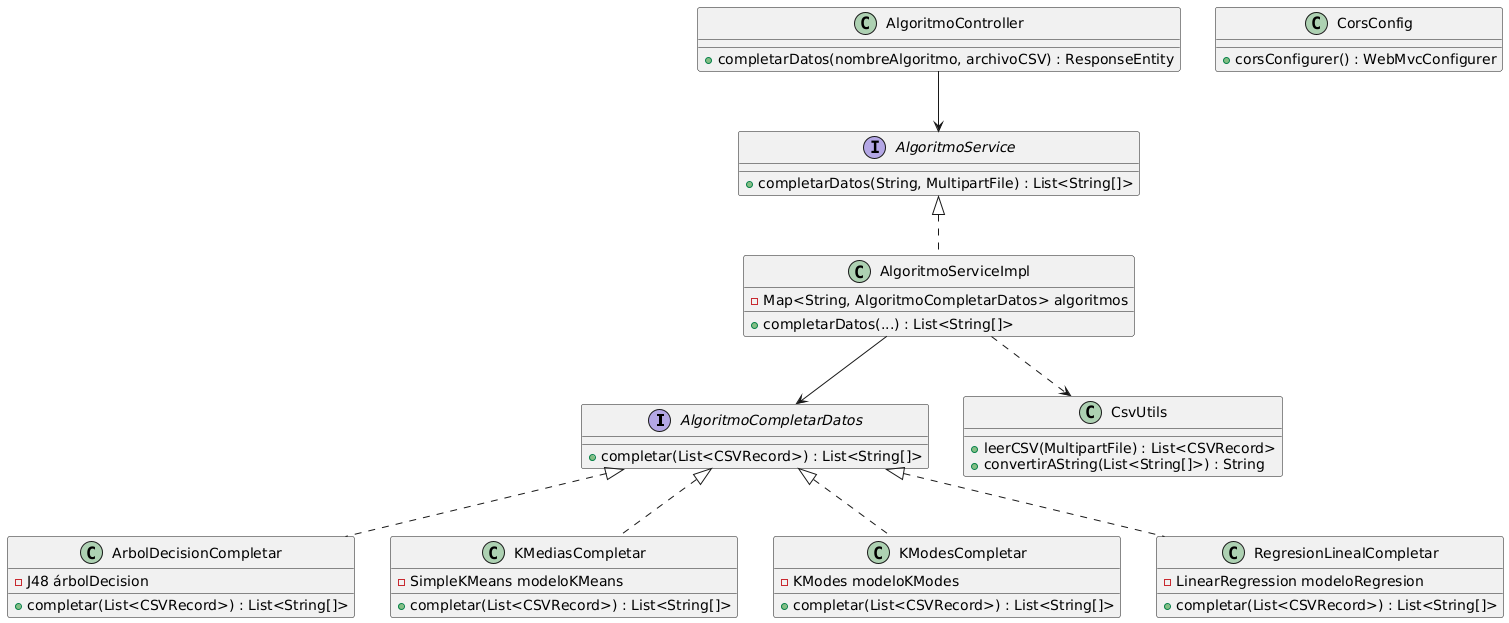 C AlgoritmoController
completarDatos(nombreAlgoritmo, archivoCSV) : ResponseEntity
C CorsConfig
corsConfigurer() : WebMvcConfigurer
I AlgoritmoService
completarDatos(String, MultipartFile) : List<String[]>
C AlgoritmoServiceImpl
Map<String, AlgoritmoCompletarDatos> algoritmos
completarDatos(...) : List<String[]>
I AlgoritmoCompletarDatos
completar(List<CSVRecord>) : List<String[]>
C CsvUtils
leerCSV(MultipartFile) : List<CSVRecord>
convertirAString(List<String[]>) : String
C ArbolDecisionCompletar
J48 árbolDecision
completar(List<CSVRecord>) : List<String[]>
C KMediasCompletar
SimpleKMeans modeloKMeans
completar(List<CSVRecord>) : List<String[]>
C KModesCompletar
KModes modeloKModes
completar(List<CSVRecord>) : List<String[]>
C RegresionLinealCompletar
LinearRegression modeloRegresion
completar(List<CSVRecord>) : List<String[]>